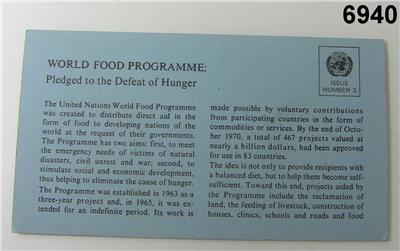 6940
WORLD FOOD PROGRAMME:
Pledged to the Defeat of Hunger
ISSUE
NUMBER 3
The United Nations World Food Programme
was created to distribute direct aid in the
form of food to developing nations of the
world at the request of their governments.
The Programme has two aims: first, to meet
the emergency needs of victims of natural
disasters, civil unrest and war; second, to
stimulate social and economic development,
thus helping to eliminate the cause of hunger.
The Programme was established in 1963 as a
three-year project and, in 1965, it was ex-
tended for an indefinite period. Its work is
made possible by voluntary contributions
from participating countries in the form of
commodities or services. By the end of Octo-
ber 1970, a total of 467 projects valued at
nearly a billion dollars, had been approved
for use in 83 countries.
The idea is not only to provide recipients with
a balanced diet, but to help them become self-
sufficient. Toward this end, projects aided by
the Programme include the reclamation of
land, the feeding of livestock, construction of
houses, clinics, schools and roads and food